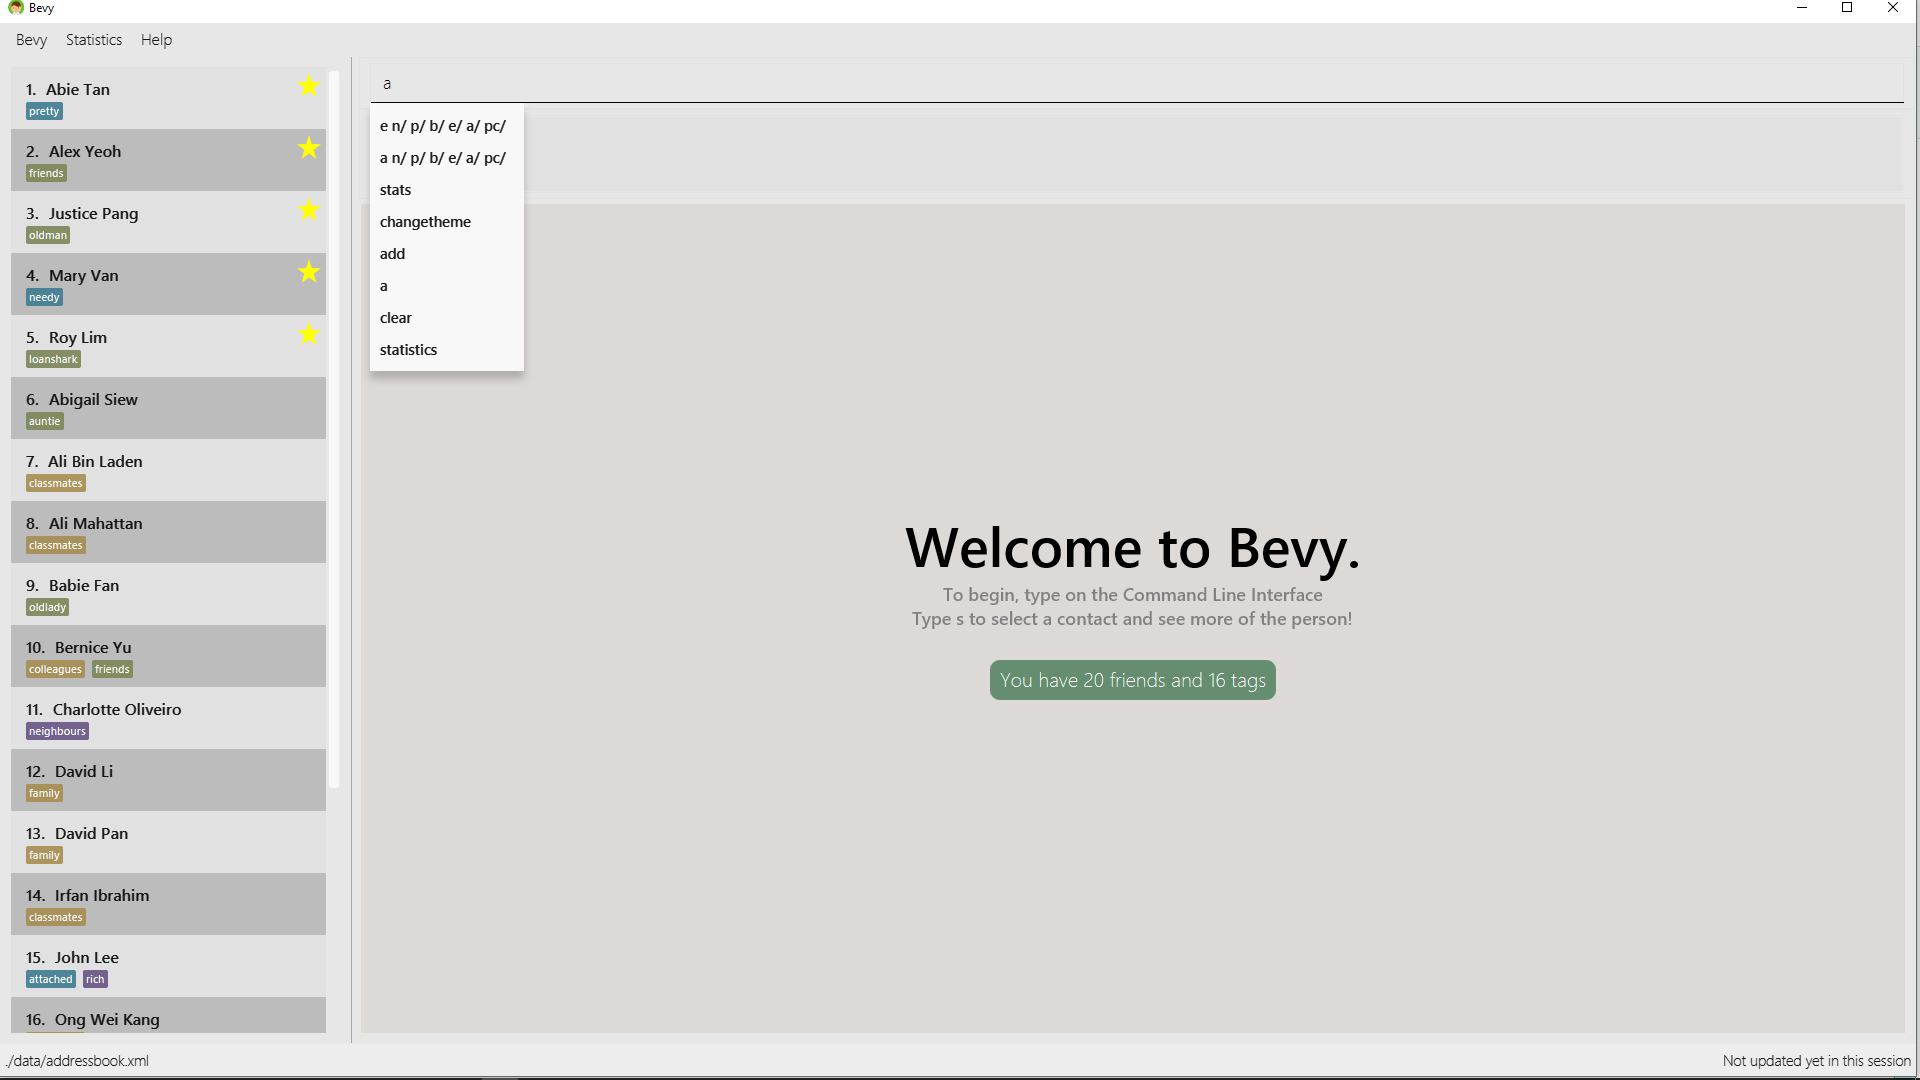 Bevy
Bevy Statistics Help
1. Abie Tan
pretty
2. Alex Yeoh
friends
3. Justice Pang
oldman
4. Mary Van
needy
5. Roy Lim
loanshark
6. Abigail Siew
auntie
7. Ali Bin Laden
classmates
8. Ali Mahattan
classmates
9. Babie Fan
oldlady
10. Bernice Yu
colleagues friends
11. Charlotte Oliveiro
neighbours
12. David Li
family
13. David Pan
family
14. Irfan Ibrahim
classmates
15. John Lee
attached rich
16. Ong Wei Kang
a
e n/ p/ b/ e/ a/ pc/
a n/ p/ b/ e/ a/ pc/
stats
changetheme
add
a
clear
statistics
Welcome to Bevy.
To begin, type on the Command Line Interface
Type s to select a contact and see more of the person!
You have 20 friends and 16 tags
./data/addressbook.xml
Not updated yet in this session